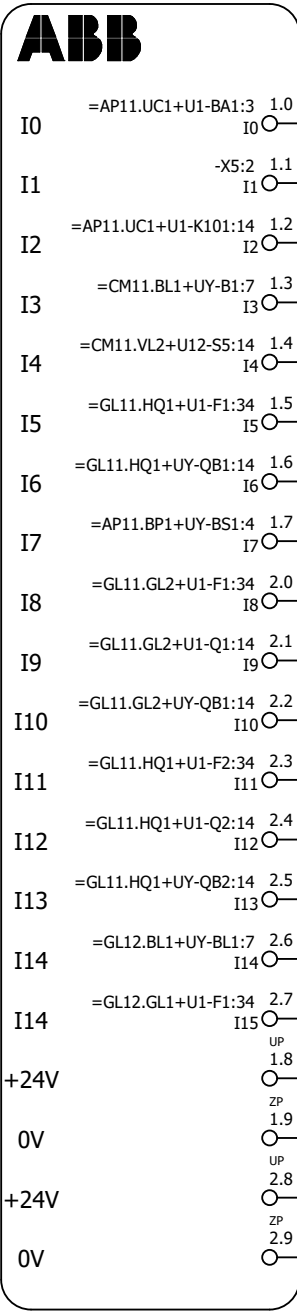 ABB
=AP11.UC1+U1-BA1:3 1.0
I0 I0
-X5:2 1.1
I1 I1
=AP11.UC1+U1-K101:14 1.2
I2 I2
=CM11.BL1+UY-B1:7 1.3
I3 I3
=CM11.VL2+U12-S5:14 1.4
I4 I4
=GL11.HQ1+U1-F1:34 1.5
I5 I5
=GL11.HQ1+UY-QB1:14 1.6
I6 I6
=AP11.BP1+UY-BS1:4 1.7
I7 I7
=GL11.GL2+U1-F1:34 2.0
I8 I8
=GL11.GL2+U1-Q1:14 2.1
I9 I9
=GL11.GL2+UY-QB1:14 2.2
I10 I10
=GL11.HQ1+U1-F2:34 2.3
I11 I11
=GL11.HQ1+U1-Q2:14 2.4
I12 I12
=GL11.HQ1+UY-QB2:14 2.5
I13 I13
=GL12.BL1+UY-BL1:7 2.6
I14 I14
=GL12.GL1+U1-F1:34 2.7
I14 I15
UP
1.8
+24V
ZP
1.9
0V
UP
2.8
+24V
ZP
2.9
0V